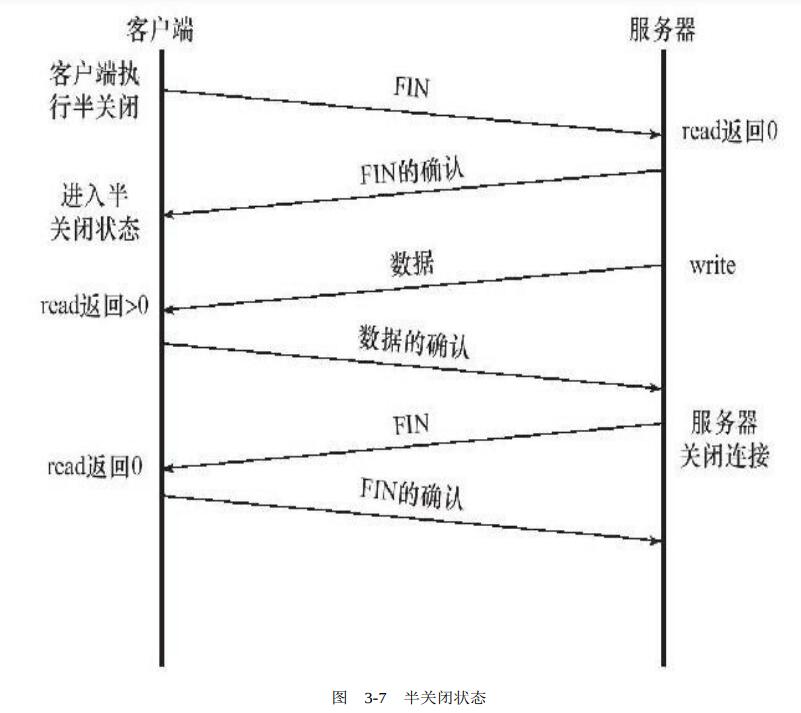 客户端
服务器
客户端执
行半关闭
FIN
read返回0
FIN的确认
进入半
关闭状态
数据
write
read返回>0
数据的确认
FIN
服务器
关闭连接
read返回0
FIN的确认
图 3-7 半关闭状态